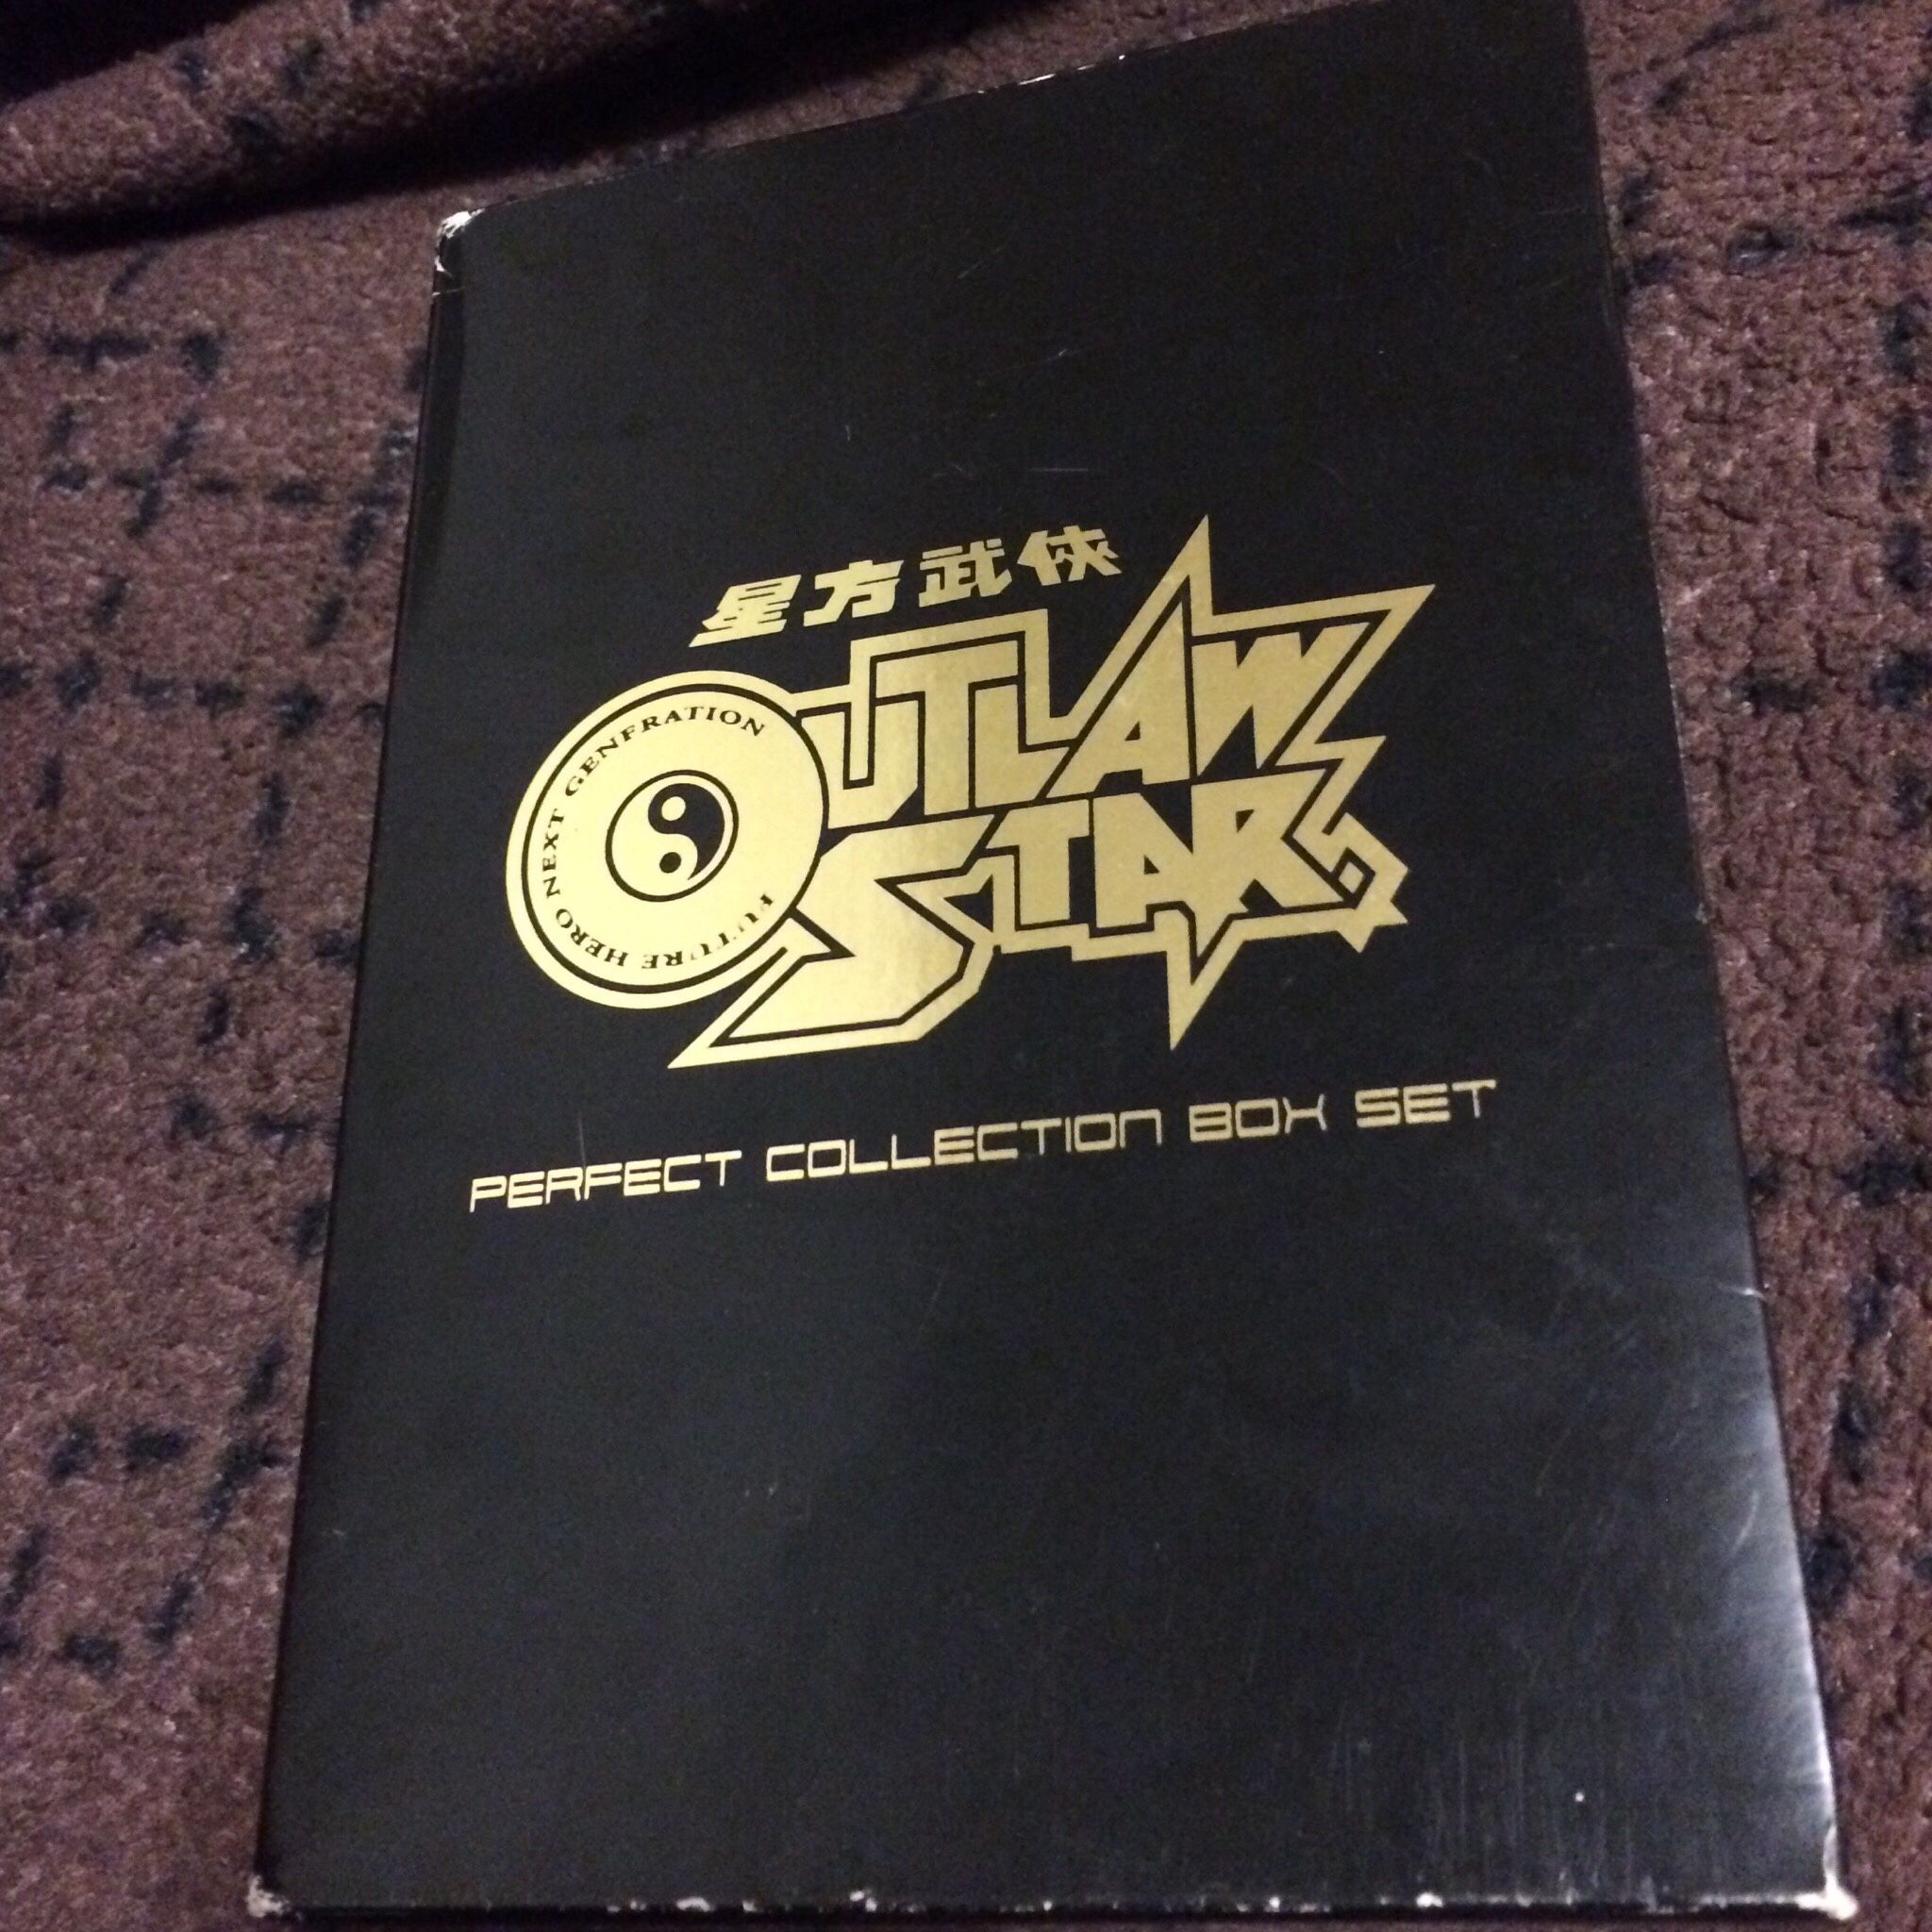 星方武侠
OUTLAW
STAR
FUTURE HERO NEXT GENERATION
PERFECT COLLECTION BOX SET